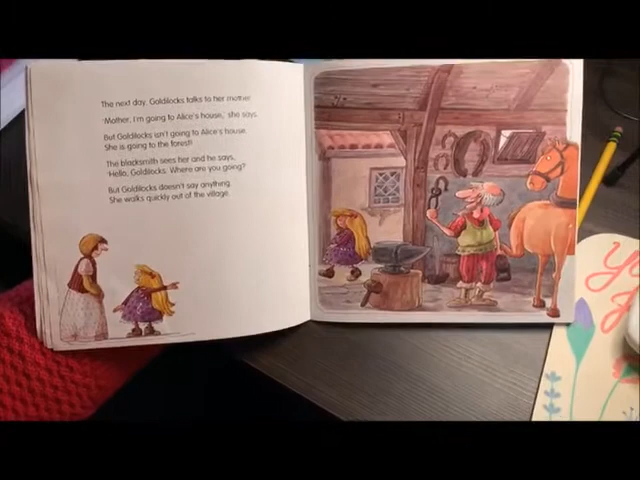 The next day, Goldilocks talks to her mother.
'Mother, I'm going to Alice's house,' she says.
But Goldilocks isn't going to Alice's house.
She is going to the forest!
The blacksmith sees her and he says,
'Hello, Goldilocks. Where are you going?'
But Goldilocks doesn't say anything.
She walks quickly out of the village.